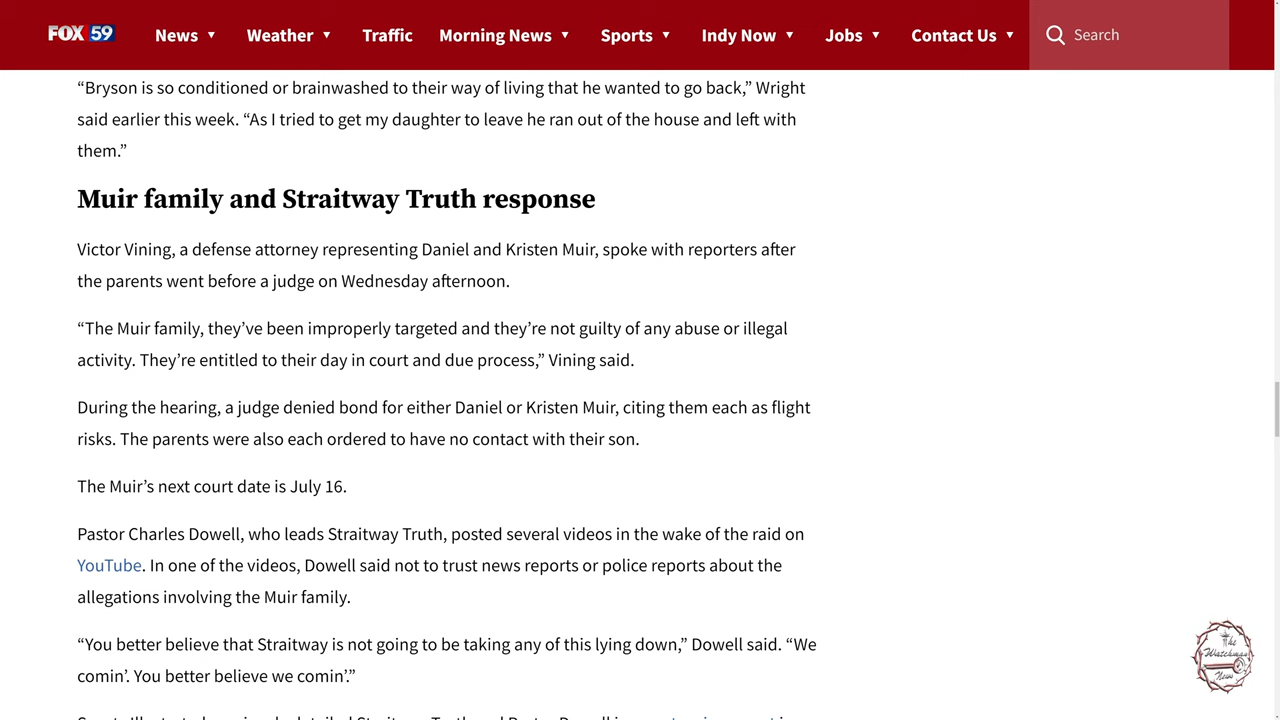 FOX 59 News ▼ Weather ▼ Traffic Morning News ▼ Sports ▼ Indy Now ▼ Jobs ▼ Contact Us ▼ Search
“Bryson is so conditioned or brainwashed to their way of living that he wanted to go back,” Wright
said earlier this week. “As I tried to get my daughter to leave he ran out of the house and left with
them.”
Muir family and Straitway Truth response
Victor Vining, a defense attorney representing Daniel and Kristen Muir, spoke with reporters after
the parents went before a judge on Wednesday afternoon.
“The Muir family, they’ve been improperly targeted and they’re not guilty of any abuse or illegal
activity. They’re entitled to their day in court and due process,” Vining said.
During the hearing, a judge denied bond for either Daniel or Kristen Muir, citing them each as flight
risks. The parents were also each ordered to have no contact with their son.
The Muir’s next court date is July 16.
Pastor Charles Dowell, who leads Straitway Truth, posted several videos in the wake of the raid on
YouTube. In one of the videos, Dowell said not to trust news reports or police reports about the
allegations involving the Muir family.
“You better believe that Straitway is not going to be taking any of this lying down,” Dowell said. “We
comin’. You better believe we comin’.”
The
Watchman
News